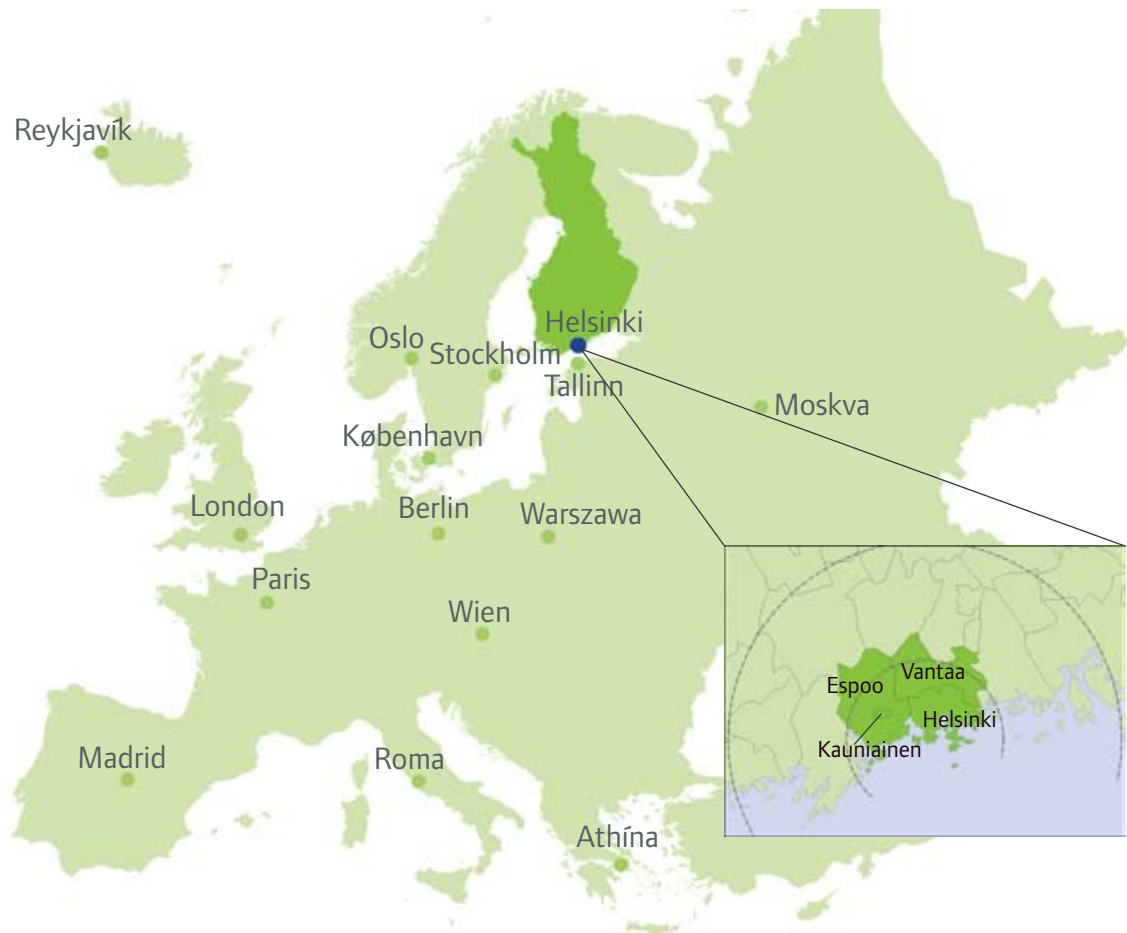 Reykjavík
Helsinki
Oslo
Stockholm
Tallinn
Moskva
København
London
Berlin
Warszawa
Paris
Wien
Vantaa
Espoo
Helsinki
Kauniainen
Madrid
Roma
Athína